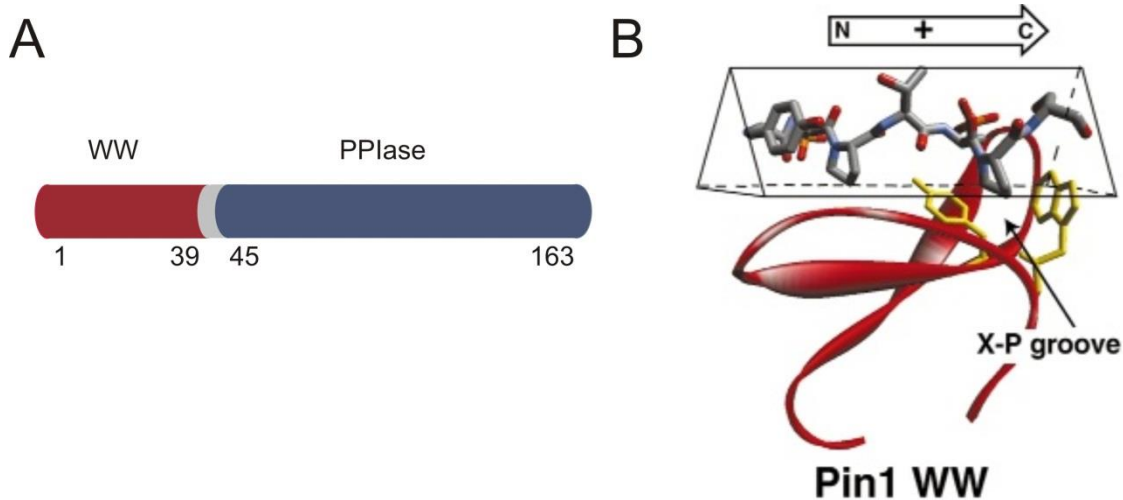 A
WW PPIase
1 39 45 163
B
N + C
X-P groove
Pin1 WW